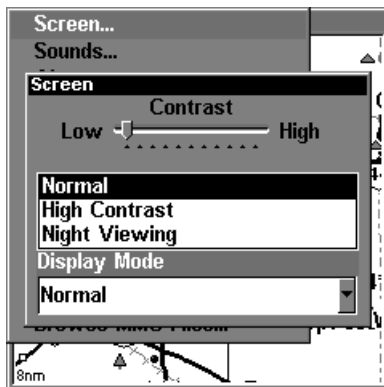 Screen...
Sounds...
Screen
Contrast
Low High
Normal
High Contrast
Night Viewing
Display Mode
Normal
8nm